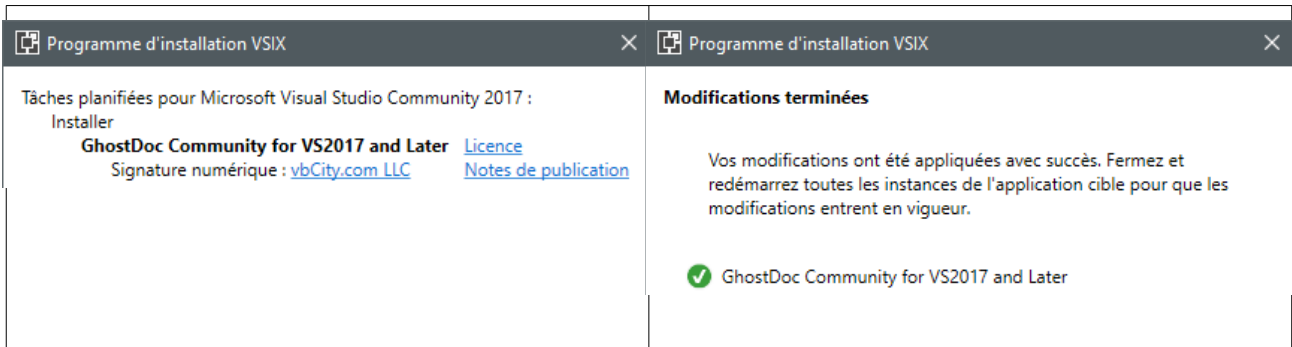 Programme d'installation VSIX
Tâches planifiées pour Microsoft Visual Studio Community 2017 :
Installer
GhostDoc Community for VS2017 and Later Licence
Signature numérique : vbCity.com LLC Notes de publication
Programme d'installation VSIX
Modifications terminées
Vos modifications ont été appliquées avec succès. Fermez et
redémarrez toutes les instances de l'application cible pour que les
modifications entrent en vigueur.
GhostDoc Community for VS2017 and Later